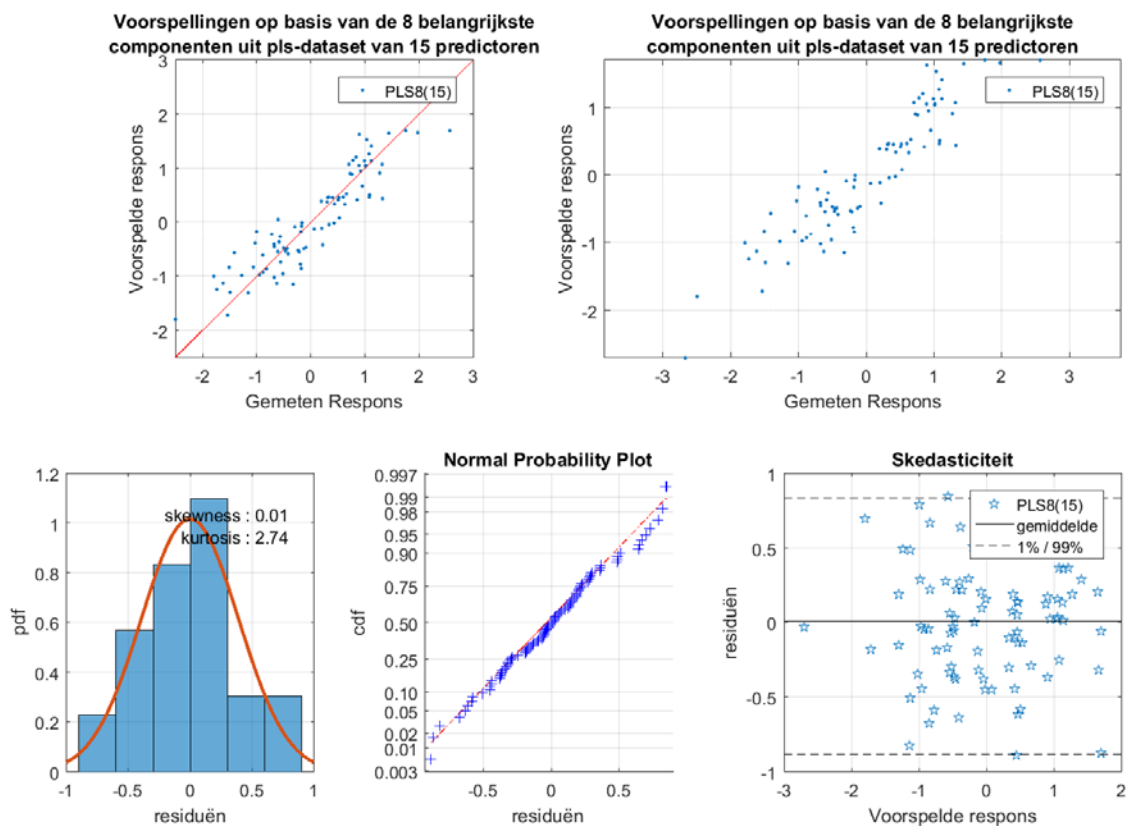 Voorspellingen op basis van de 8 belangrijkste
componenten uit pls-dataset van 15 predictoren
3
2
1
0
-1
-2
Voorspelde respons
PLS8(15)
-2
-1
0
1
2
3
Gemeten Respons
Voorspellingen op basis van de 8 belangrijkste
componenten uit pls-dataset van 15 predictoren
1
0
-1
-2
Voorspelde respons
PLS8(15)
-3
-2
-1
0
1
2
3
Gemeten Respons
1.2
1
0.8
0.6
0.4
0.2
0
pdf
skewness : 0.01
kurtosis : 2.74
-1
-0.5
0
0.5
1
residuën
Normal Probability Plot
0.997
0.99
0.98
0.95
0.90
0.75
0.50
0.25
0.10
0.05
0.02
0.01
0.003
cdf
-0.5
0
0.5
residuën
Skedasticiteit
1
0.5
0
-0.5
-1
residuën
PLS8(15)
gemiddelde
1% / 99%
-3
-2
-1
0
1
2
Voorspelde respons